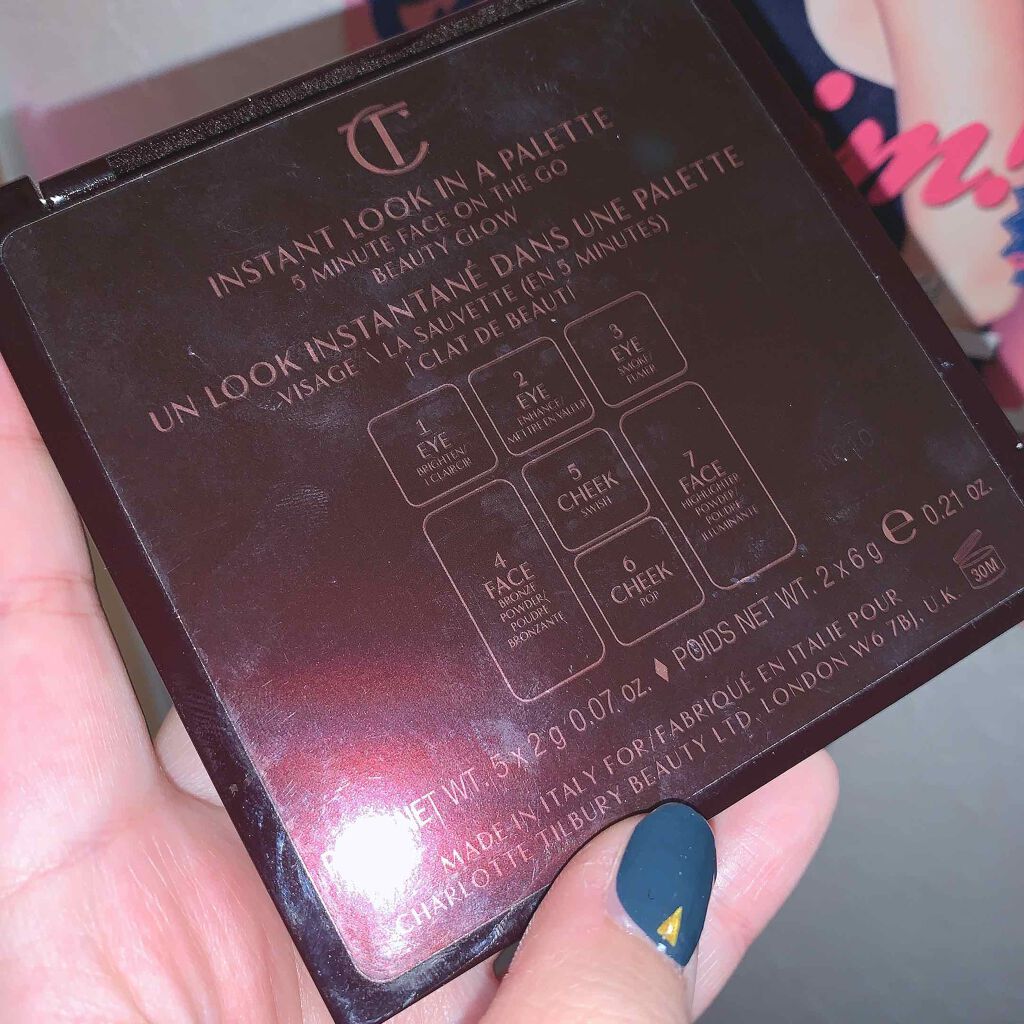 CT
INSTANT LOOK IN A PALETTE
5 MINUTE FACE ON THE GO
BEAUTY GLOW
UN LOOK INSTANTANÉ DANS UNE PALETTE
VISAGE \ LA SAUVETTE (EN 5 MINUTES)
CLAT DE BEAUT
1
EYE
BRIGHTEN/
CLAIRCIR
2
EYE
ENHANCE/
METTRE EN VALEUR
3
EYE
SMOKE/
FUMER
4
FACE
BRONZE
POWDER/
POUDRE
BRONZANTE
5
CHEEK
SWISH
6
CHEEK
POP
7
FACE
HIGHLIGHTER
POWDER/
POUDRE
ILLUMINANTE
NET WT. 5 x 2 g 0.07 oz. ♦ POIDS NET WT. 2 x 6 g ℮ 0.21 oz.
MADE IN ITALY FOR/FABRIQUÉ EN ITALIE POUR
CHARLOTTE TILBURY BEAUTY LTD. LONDON W6 7BJ, U.K.
30M
im!